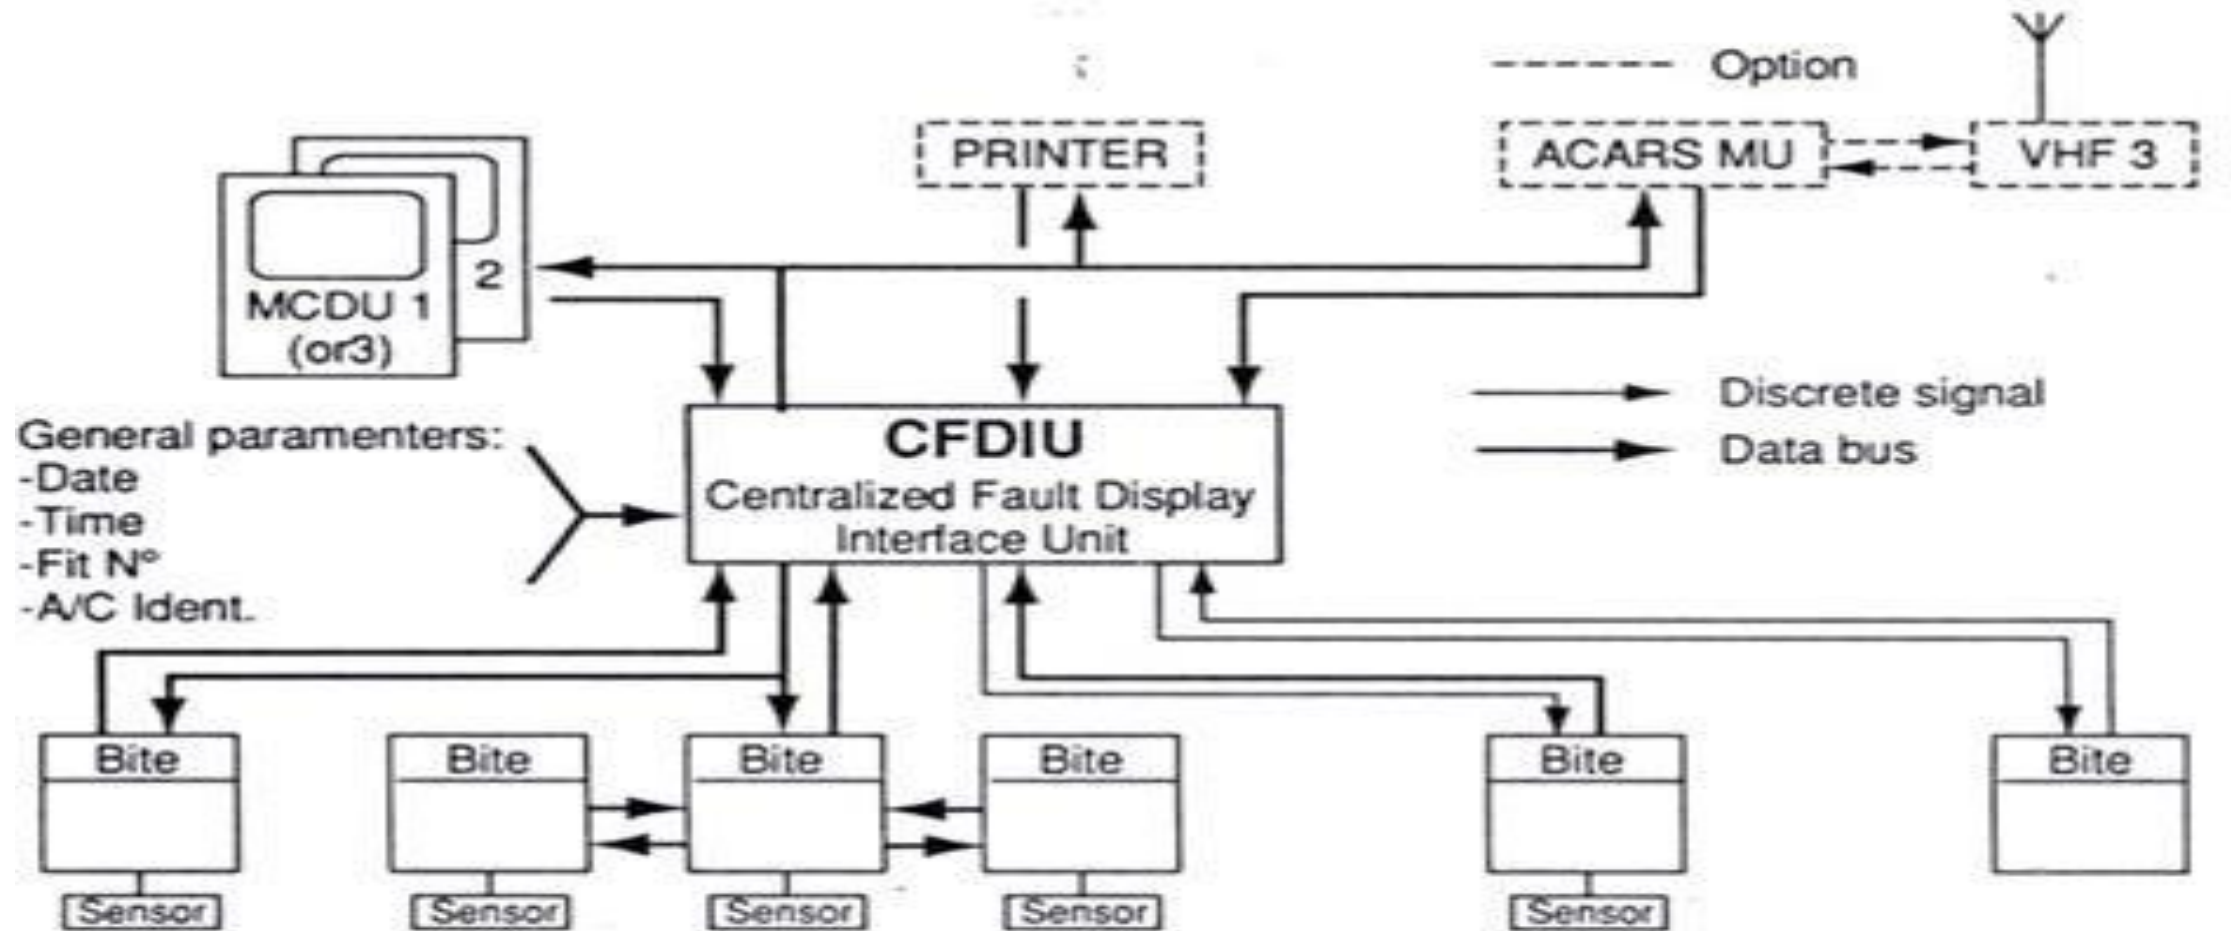 Option
PRINTER
ACARS MU
VHF 3
2
MCDU 1
(or3)
Discrete signal
Data bus
General paramenters:
-Date
-Time
-Fit Nº
-A/C Ident.
CFDIU
Centralized Fault Display
Interface Unit
Bite
Bite
Bite
Bite
Bite
Bite
Sensor
Sensor
Sensor
Sensor
Sensor